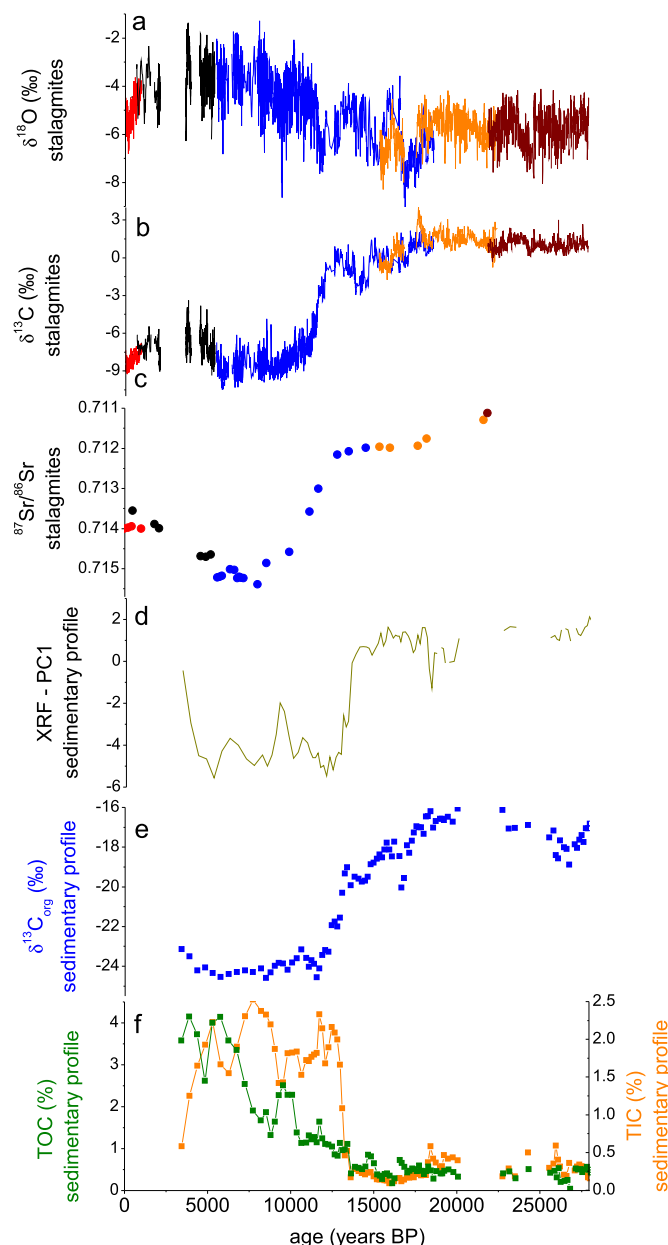 a
-2
-4
-6
-8
δ¹⁸O (‰)
stalagmites
b
3
0
-3
-6
-9
δ¹³C (‰)
stalagmites
c
0.711
0.712
0.713
0.714
0.715
⁸⁷Sr/⁸⁶Sr
stalagmites
d
2
0
-2
-4
-6
XRF - PC1
sedimentary profile
e
-16
-18
-20
-22
-24
δ¹³Corg (‰)
sedimentary profile
f
4
3
2
1
0
TOC (%)
sedimentary profile
2.5
2.0
1.5
1.0
0.5
0.0
TIC (%)
sedimentary profile
0 5000 10000 15000 20000 25000
age (years BP)